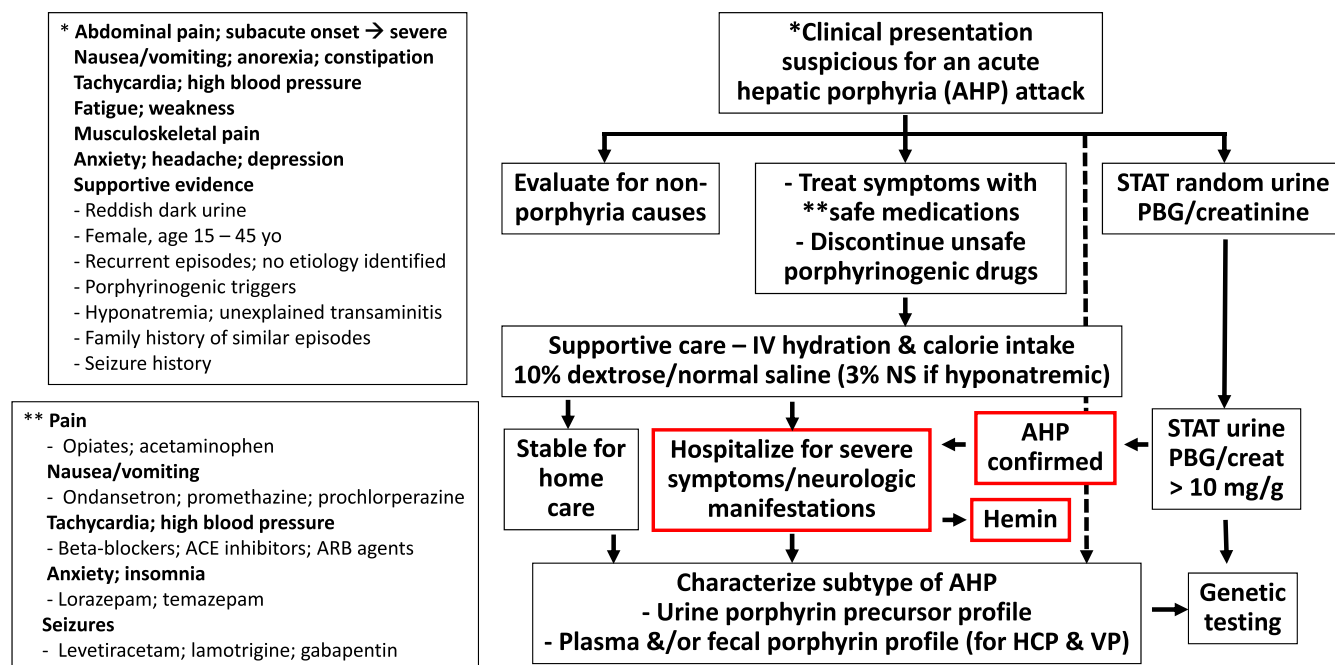 * Abdominal pain; subacute onset → severe
Nausea/vomiting; anorexia; constipation
Tachycardia; high blood pressure
Fatigue; weakness
Musculoskeletal pain
Anxiety; headache; depression
Supportive evidence
- Reddish dark urine
- Female, age 15 – 45 yo
- Recurrent episodes; no etiology identified
- Porphyrinogenic triggers
- Hyponatremia; unexplained transaminitis
- Family history of similar episodes
- Seizure history
** Pain
- Opiates; acetaminophen
Nausea/vomiting
- Ondansetron; promethazine; prochlorperazine
Tachycardia; high blood pressure
- Beta-blockers; ACE inhibitors; ARB agents
Anxiety; insomnia
- Lorazepam; temazepam
Seizures
- Levetiracetam; lamotrigine; gabapentin
*Clinical presentation
suspicious for an acute
hepatic porphyria (AHP) attack
Evaluate for non-
porphyria causes
- Treat symptoms with
**safe medications
- Discontinue unsafe
porphyrinogenic drugs
STAT random urine
PBG/creatinine
Supportive care – IV hydration & calorie intake
10% dextrose/normal saline (3% NS if hyponatremic)
Stable for
home
care
Hospitalize for severe
symptoms/neurologic
manifestations
AHP
confirmed
STAT urine
PBG/creat
> 10 mg/g
Hemin
Characterize subtype of AHP
- Urine porphyrin precursor profile
- Plasma &/or fecal porphyrin profile (for HCP & VP)
Genetic
testing